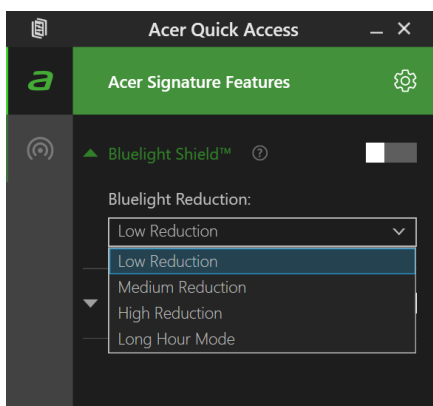 Acer Quick Access
a
Acer Signature Features
Bluelight Shield™ ?
Bluelight Reduction:
Low Reduction
Low Reduction
Medium Reduction
High Reduction
Long Hour Mode